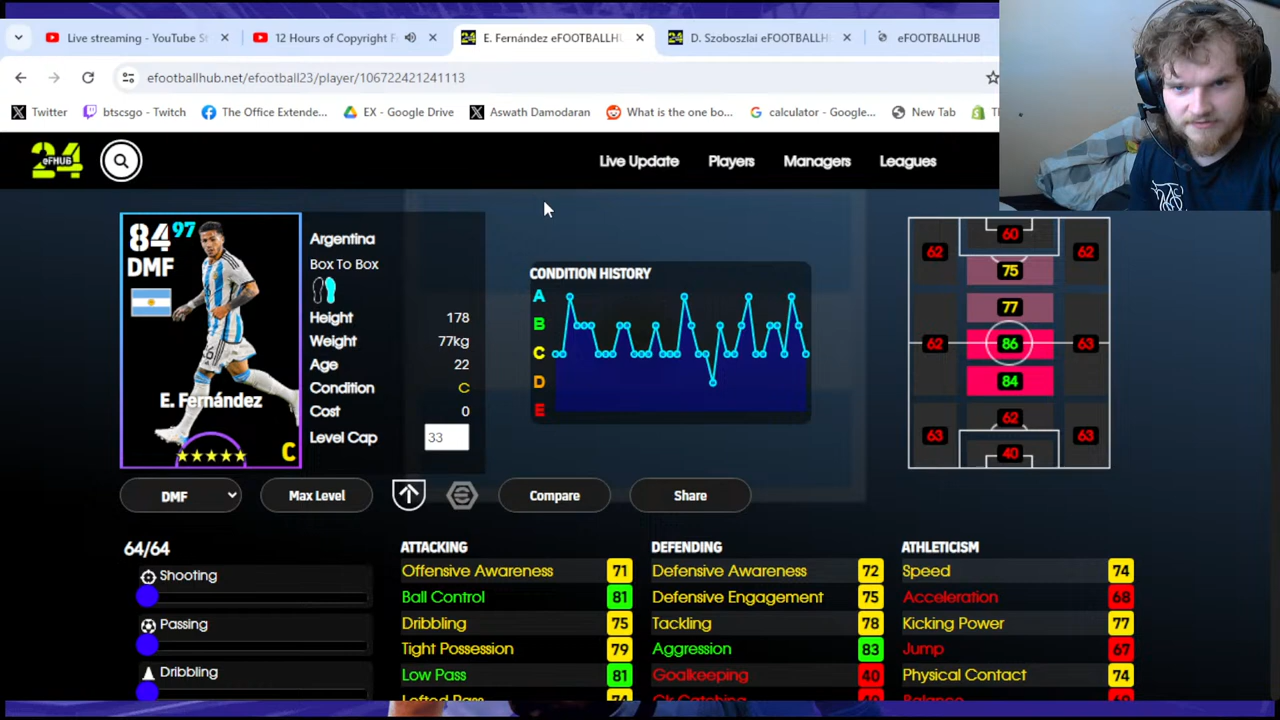 Live streaming - YouTube St
12 Hours of Copyright F
E. Fernández eFOOTBALLH
D. Szoboszlai eFOOTBALLH
eFOOTBALLHUB
efootballhub.net/efootball23/player/106722421241113
Twitter
btscsgo - Twitch
The Office Extende...
EX - Google Drive
Aswath Damodaran
What is the one bo...
calculator - Google...
New Tab
eFHUB
24
Live Update
Players
Managers
Leagues
84 97
DMF
E. Fernández
C
Argentina
Box To Box
Height 178
Weight 77kg
Age 22
Condition C
Cost 0
Level Cap 33
CONDITION HISTORY
A
B
C
D
E
60
62 62
75
77
62 86 63
84
62
63 63
40
DMF
Max Level
Compare
Share
64/64
Shooting
Passing
Dribbling
ATTACKING
Offensive Awareness 71
Ball Control 81
Dribbling 75
Tight Possession 79
Low Pass 81
Lofted Pass 74
DEFENDING
Defensive Awareness 72
Defensive Engagement 75
Tackling 78
Aggression 83
Goalkeeping 40
ATHLETICISM
Speed 74
Acceleration 68
Kicking Power 77
Jump 67
Physical Contact 74
Balance